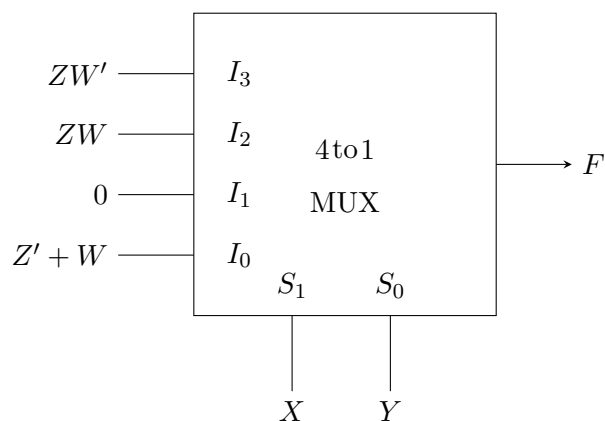 ZW′ I₃
ZW I₂
4to1
F
0 I₁
MUX
Z′ + W I₀
S₁ S₀
X Y